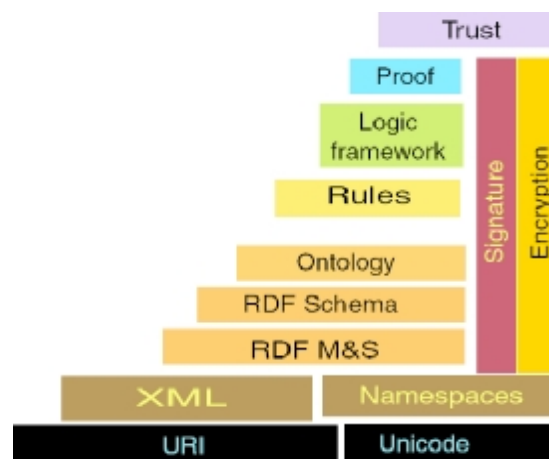 Trust
Proof
Logic
framework
Rules
Ontology
RDF Schema
RDF M&S
Signature
Encryption
XML
Namespaces
URI
Unicode